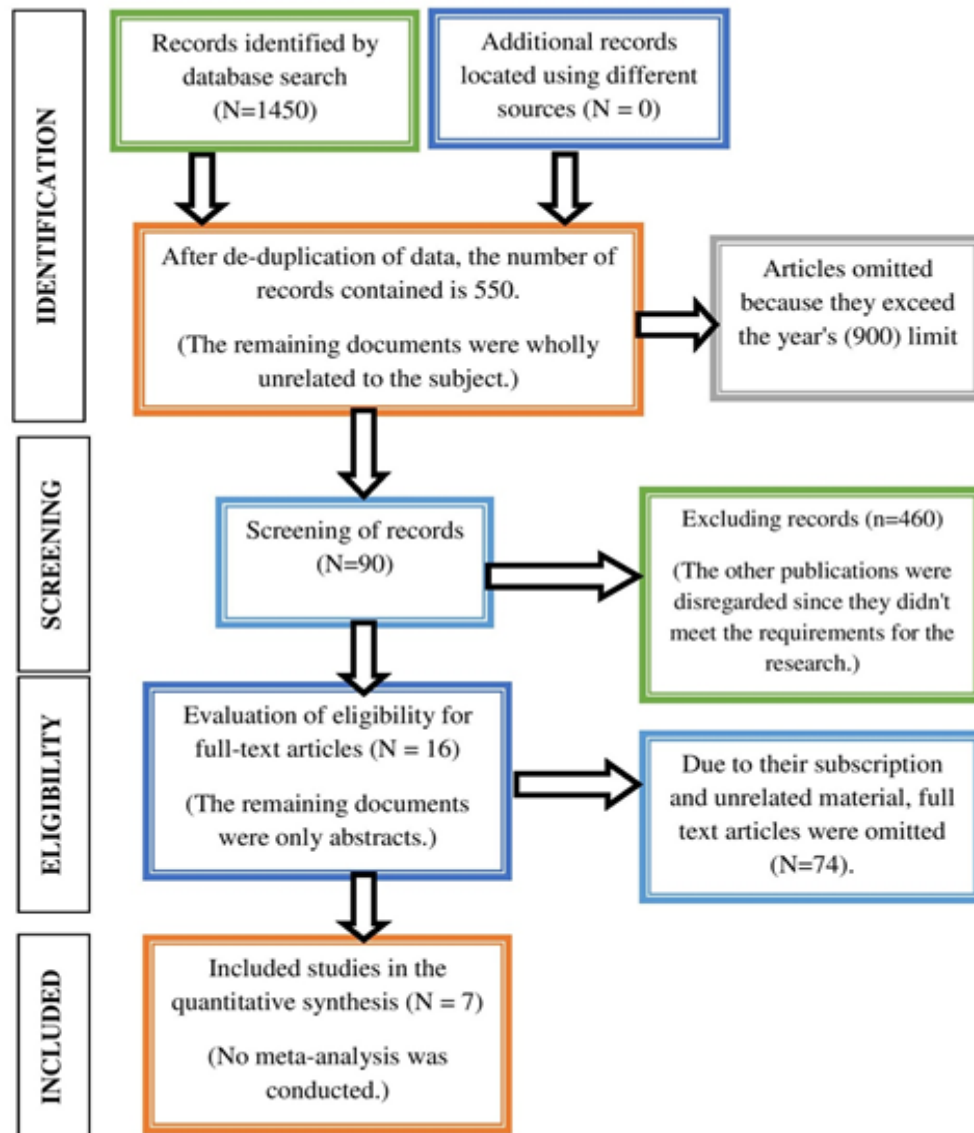 IDENTIFICATION
Records identified by
database search
(N=1450)
Additional records
located using different
sources (N = 0)
After de-duplication of data, the number of
records contained is 550.
(The remaining documents were wholly
unrelated to the subject.)
Articles omitted
because they exceed
the year's (900) limit
SCREENING
Screening of records
(N=90)
Excluding records (n=460)
(The other publications were
disregarded since they didn't
meet the requirements for the
research.)
ELIGIBILITY
Evaluation of eligibility for
full-text articles (N = 16)
(The remaining documents
were only abstracts.)
Due to their subscription
and unrelated material, full
text articles were omitted
(N=74).
INCLUDED
Included studies in the
quantitative synthesis (N = 7)
(No meta-analysis was
conducted.)